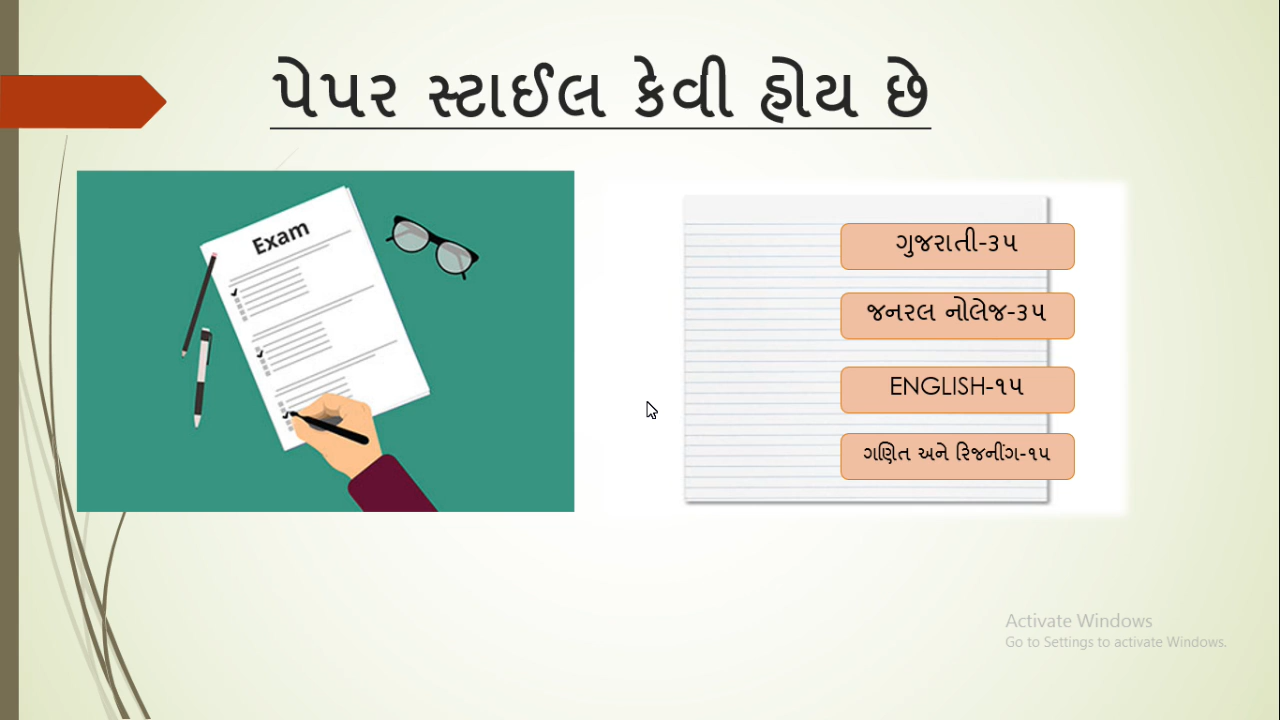 પેપર સ્ટાઈલ કેવી હોય છે
Exam
ગુજરાતી-૩૫
જનરલ નોલેજ-૩૫
ENGLISH-૧૫
ગણિત અને રિજનીંગ-૧૫
Activate Windows
Go to Settings to activate Windows.